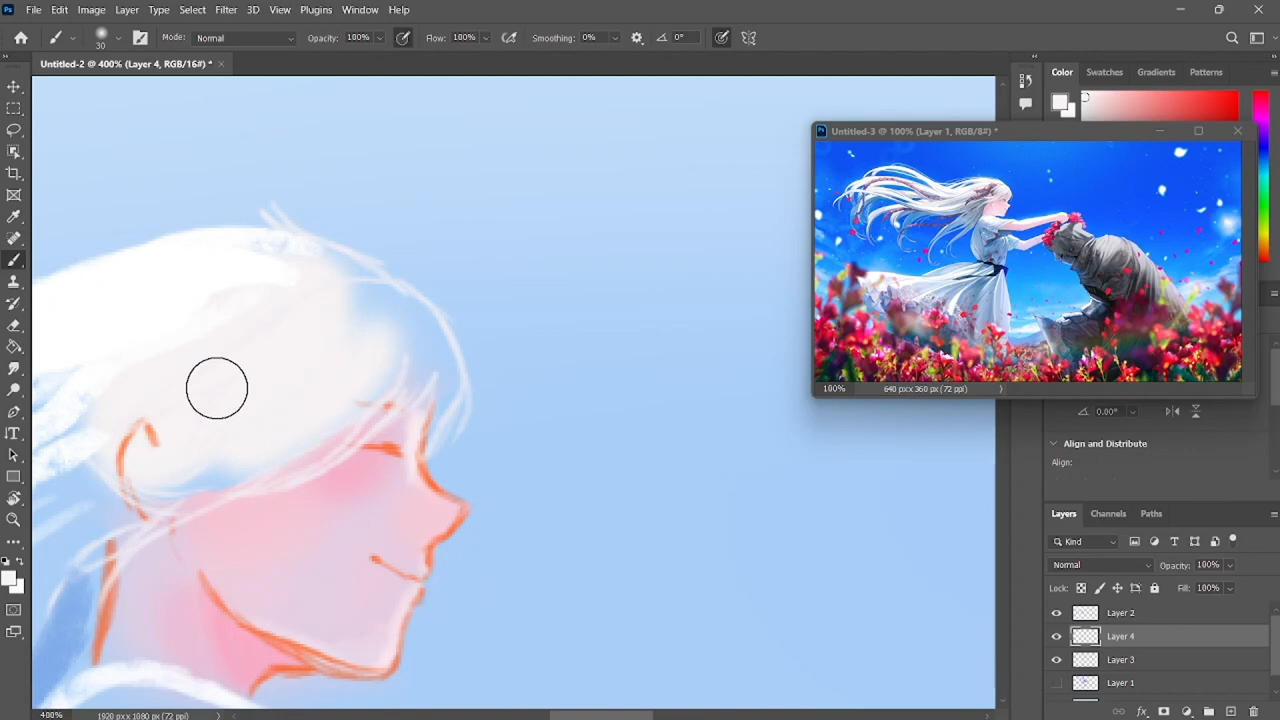 Ps File Edit Image Layer Type Select Filter 3D View Plugins Window Help
30 Mode: Normal Opacity: 100% Flow: 100% Smoothing: 0% 0°
Untitled-2 @ 400% (Layer 4, RGB/16#) *
Color Swatches Gradients Patterns
Ps Untitled-3 @ 100% (Layer 1, RGB/8#) *
100% 640 px x 360 px (72 ppi)
0.00°
Align and Distribute
Align:
Layers Channels Paths
Kind
Normal Opacity: 100%
Lock: Fill: 100%
Layer 2
Layer 4
Layer 3
Layer 1
400% 1920 px x 1080 px (72 ppi)